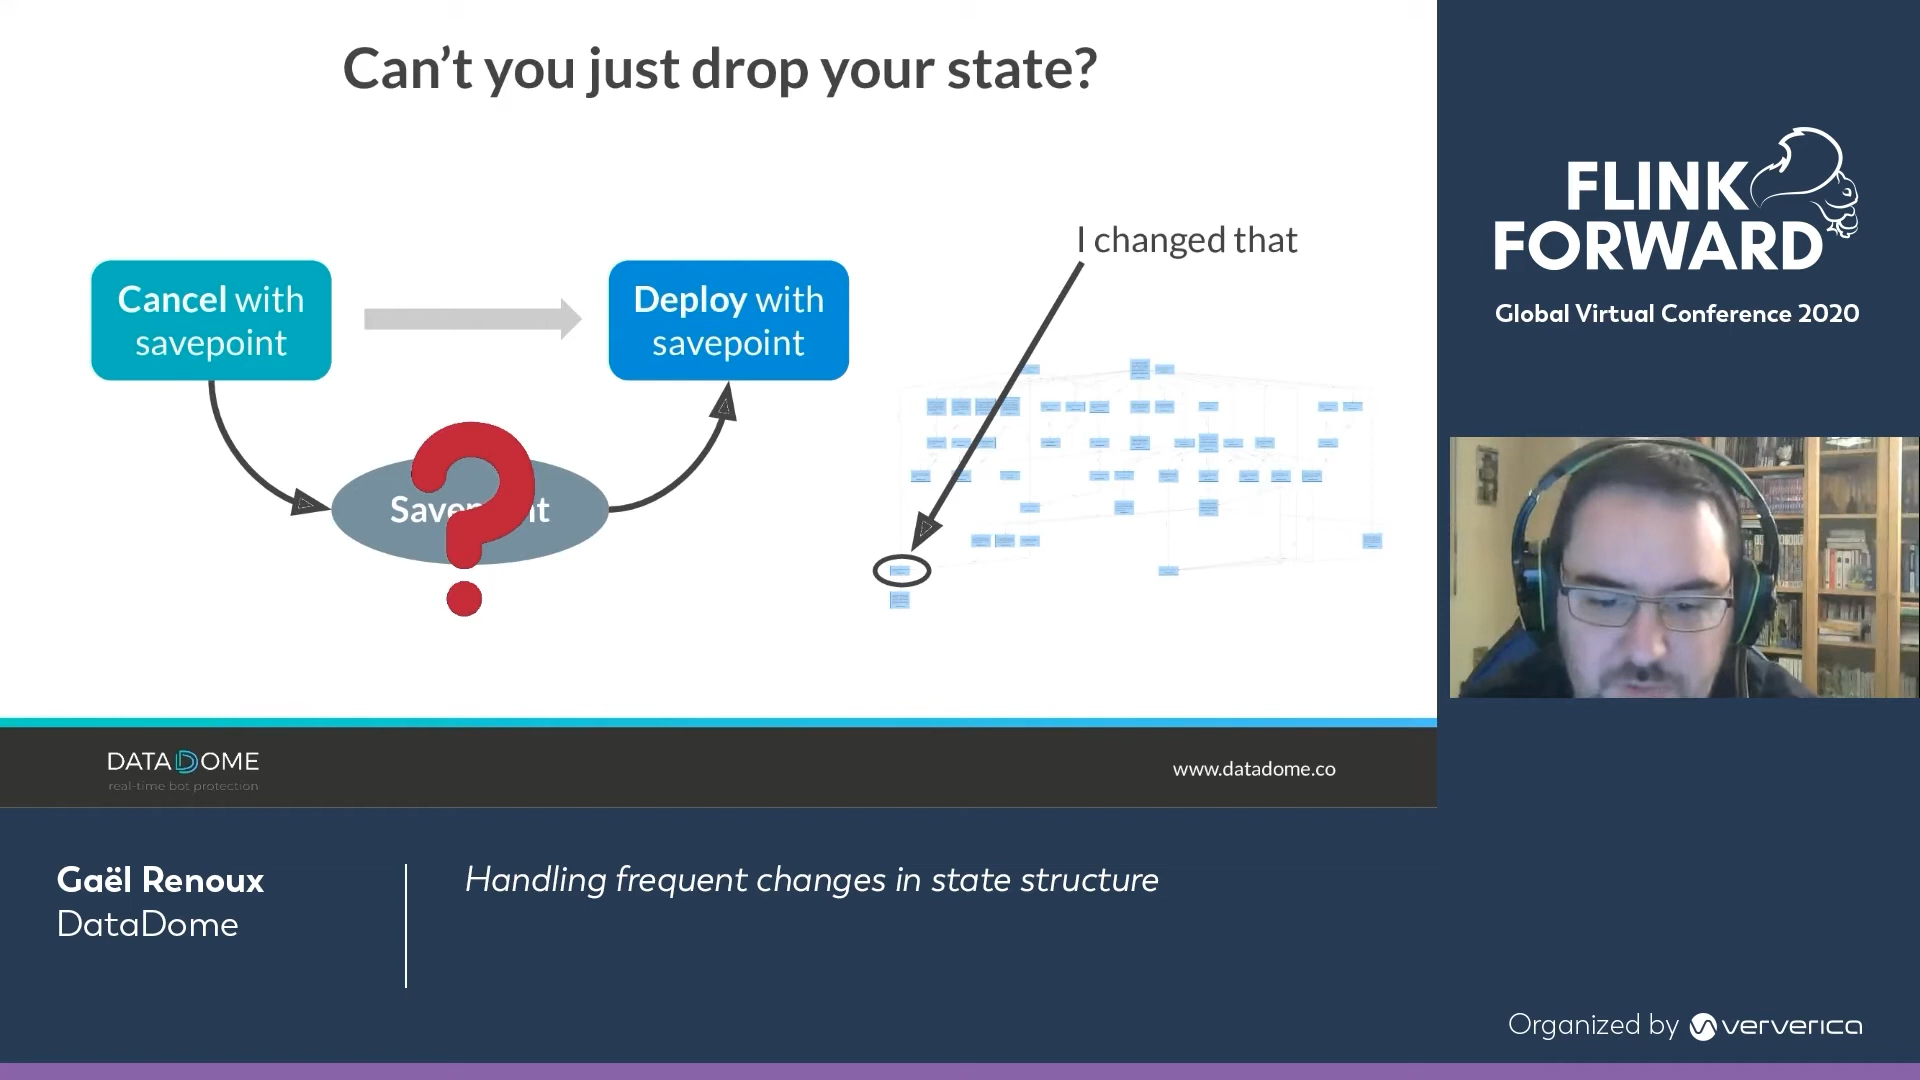 Can’t you just drop your state?
I changed that
Cancel with
savepoint
Deploy with
savepoint
FLINK
FORWARD
Global Virtual Conference 2020
DATADOME
real-time bot protection
www.datadome.co
Gaël Renoux
DataDome
Handling frequent changes in state structure
Organized by ververica